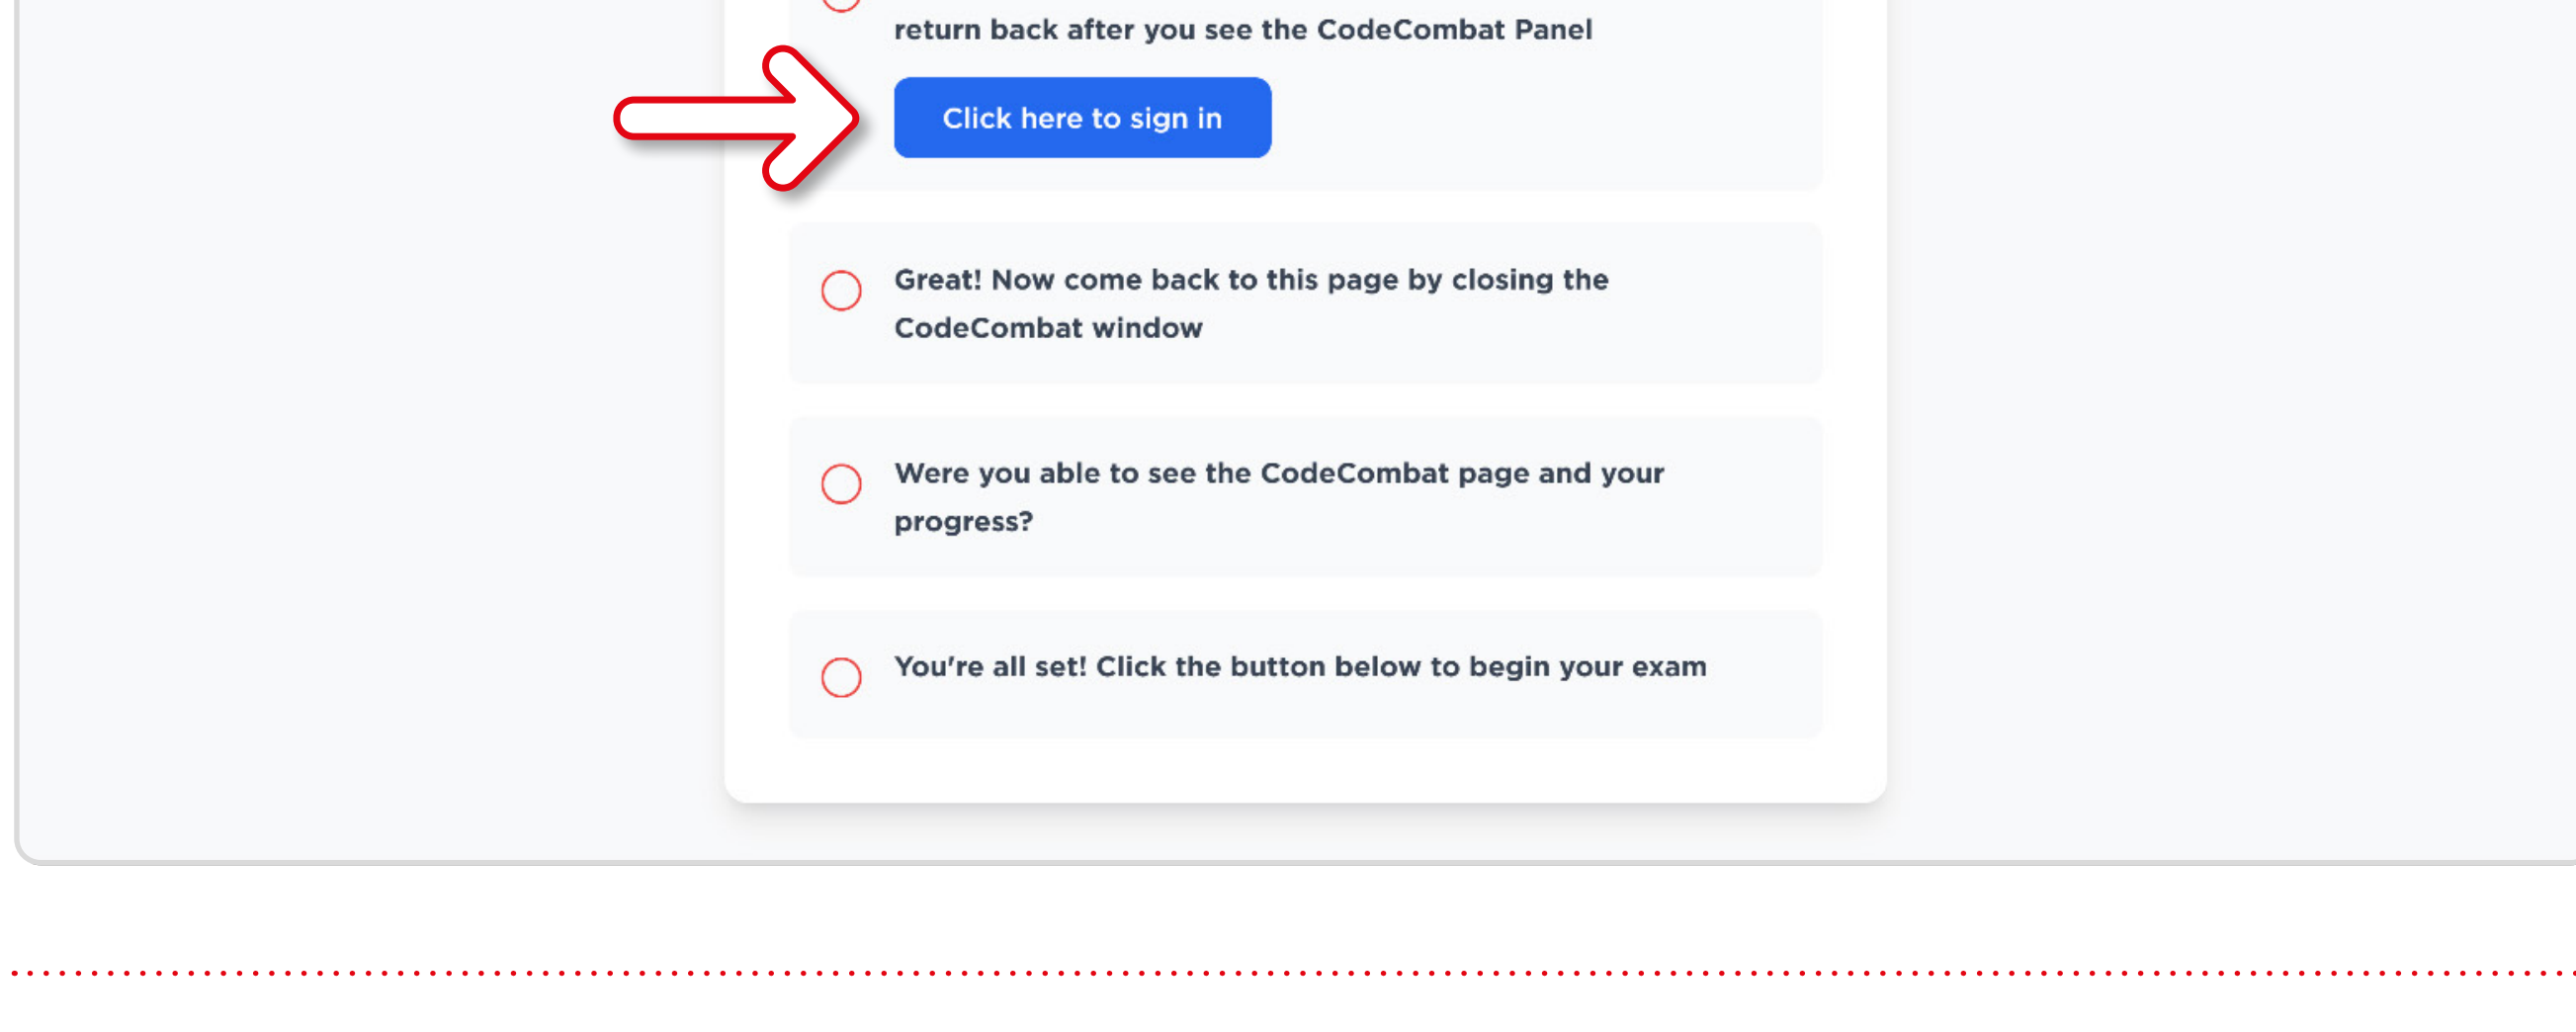 return back after you see the CodeCombat Panel
Click here to sign in
Great! Now come back to this page by closing the
CodeCombat window
Were you able to see the CodeCombat page and your
progress?
You're all set! Click the button below to begin your exam